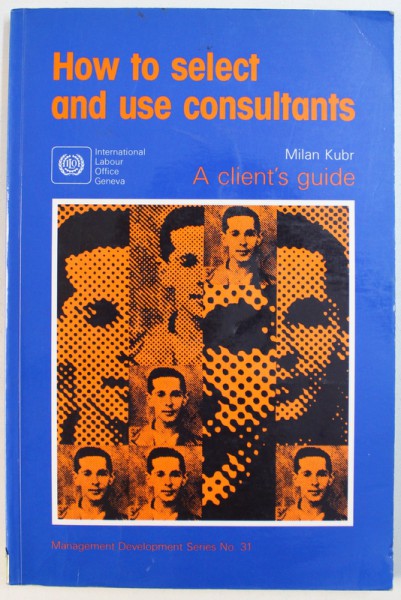 How to select
and use consultants
International
Labour
Office
Geneva
Milan Kubr
A client's guide
Management Development Series No. 31